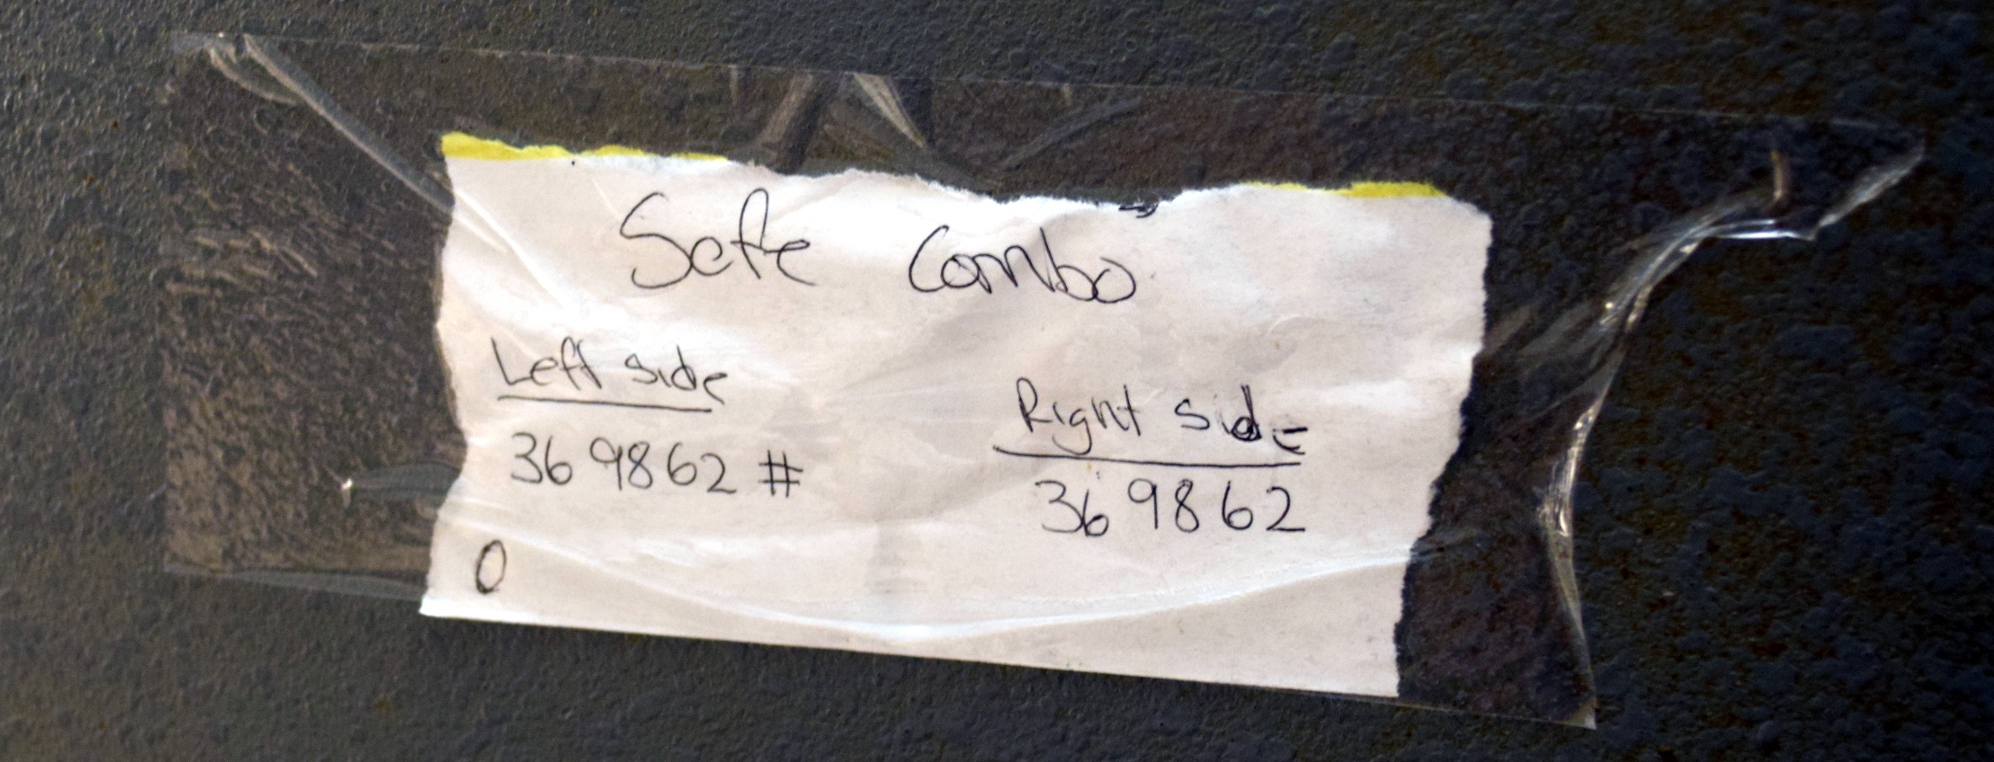 Safe Combo
Left side
369862 #
Right side
369862
0